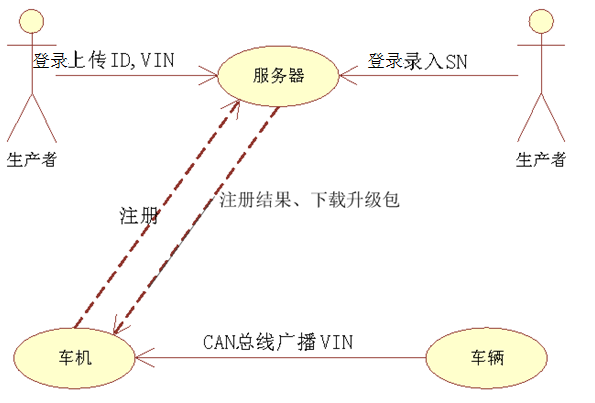 登录上传ID,VIN
服务器
登录录入SN
生产者
生产者
注册
注册结果、下载升级包
CAN总线广播VIN
车机
车辆